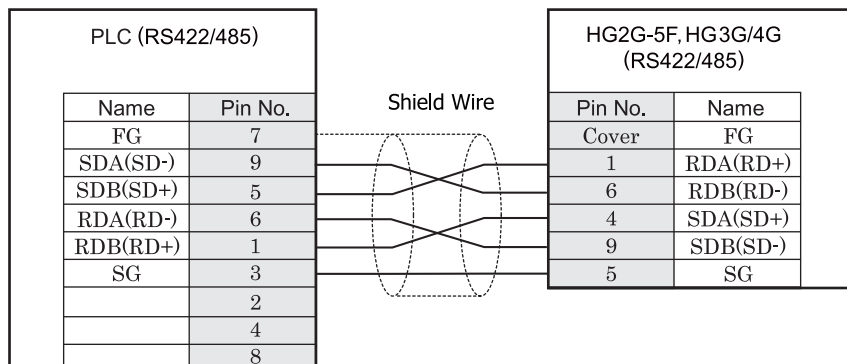 PLC (RS422/485)
HG2G-5F, HG3G/4G
(RS422/485)
Shield Wire
Name Pin No.
FG 7
SDA(SD-) 9
SDB(SD+) 5
RDA(RD-) 6
RDB(RD+) 1
SG 3
2
4
8
Pin No. Name
Cover FG
1 RDA(RD+)
6 RDB(RD-)
4 SDA(SD+)
9 SDB(SD-)
5 SG